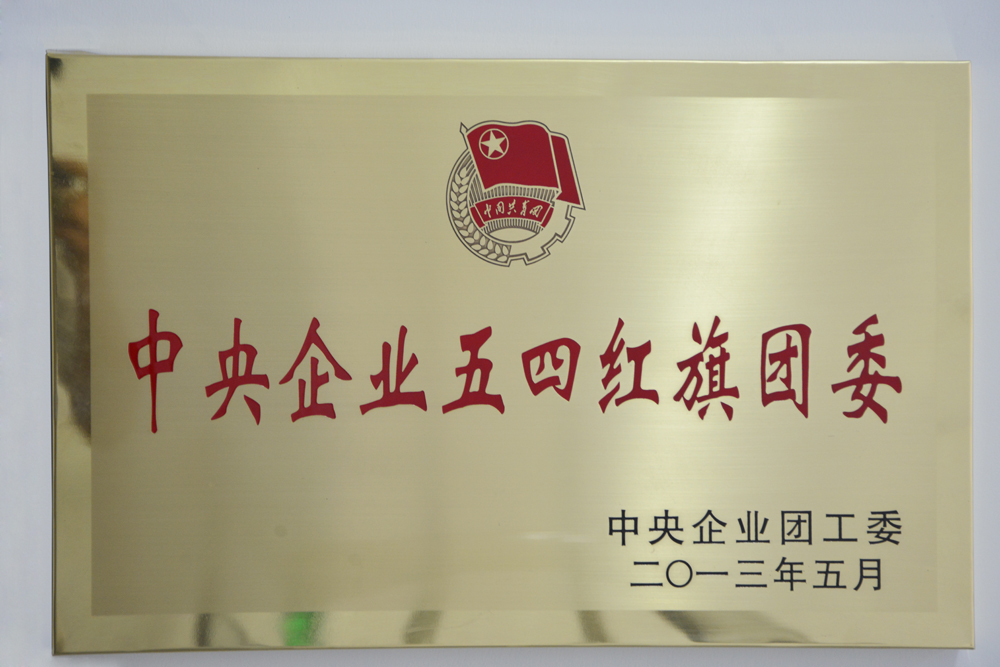 中国共青团
中央企业五四红旗团委
中央企业团工委
二〇一三年五月